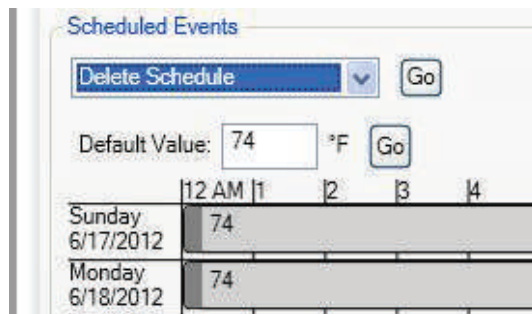 Scheduled Events
Delete Schedule Go
Default Value: 74 °F Go
12 AM 1 2 3 4
Sunday
6/17/2012
74
Monday
6/18/2012
74